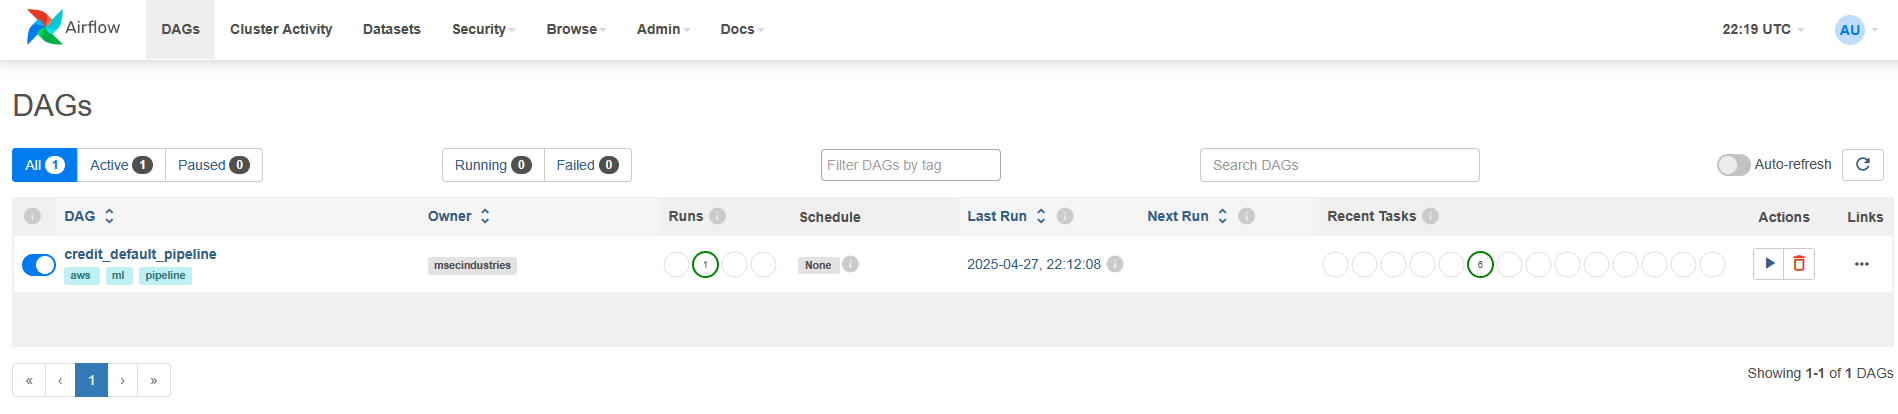 Airflow DAGs Cluster Activity Datasets Security Browse Admin Docs 22:19 UTC AU
DAGs
All 1 Active 1 Paused 0 Running 0 Failed 0 Filter DAGs by tag Search DAGs Auto-refresh
i DAG Owner Runs i Schedule Last Run i Next Run i Recent Tasks i Actions Links
credit_default_pipeline
msecindustries 1 None i 2025-04-27, 22:12:08 i 6 •••
aws ml pipeline
« ‹ 1 › »
Showing 1-1 of 1 DAGs